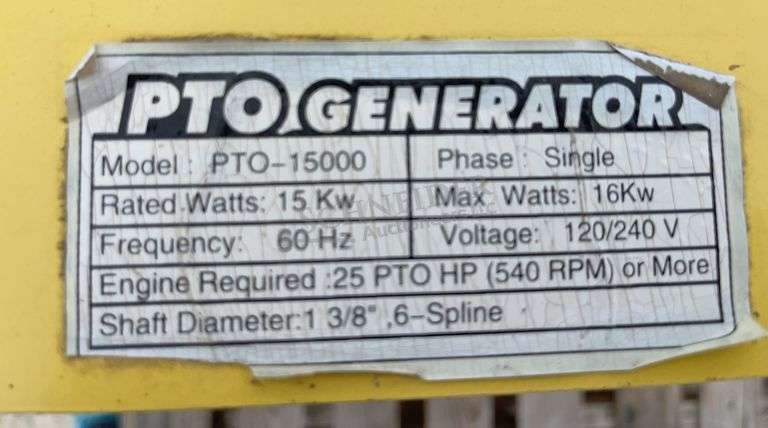 PTO GENERATOR
Model : PTO-15000 Phase : Single
Rated Watts: 15 Kw Max Watts: 16Kw
Frequency: 60 Hz Voltage: 120/240 V
Engine Required :25 PTO HP (540 RPM) or More
Shaft Diameter:1 3/8" ,6-Spline